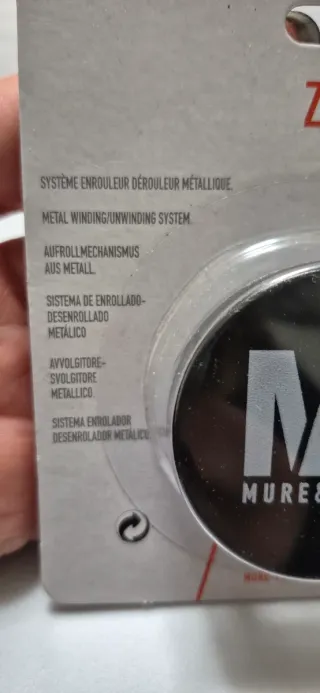 Z
SYSTÈME ENROULEUR DÉROULEUR MÉTALLIQUE.
METAL WINDING/UNWINDING SYSTEM.
AUFROLLMECHANISMUS
AUS METALL.
SISTEMA DE ENROLLADO-
DESENROLLADO
METÁLICO
AVVOLGITORE-
SVOLGITORE
METALLICO.
SISTEMA ENROLADOR
DESENROLADOR METÁLICO.
M
MURE&